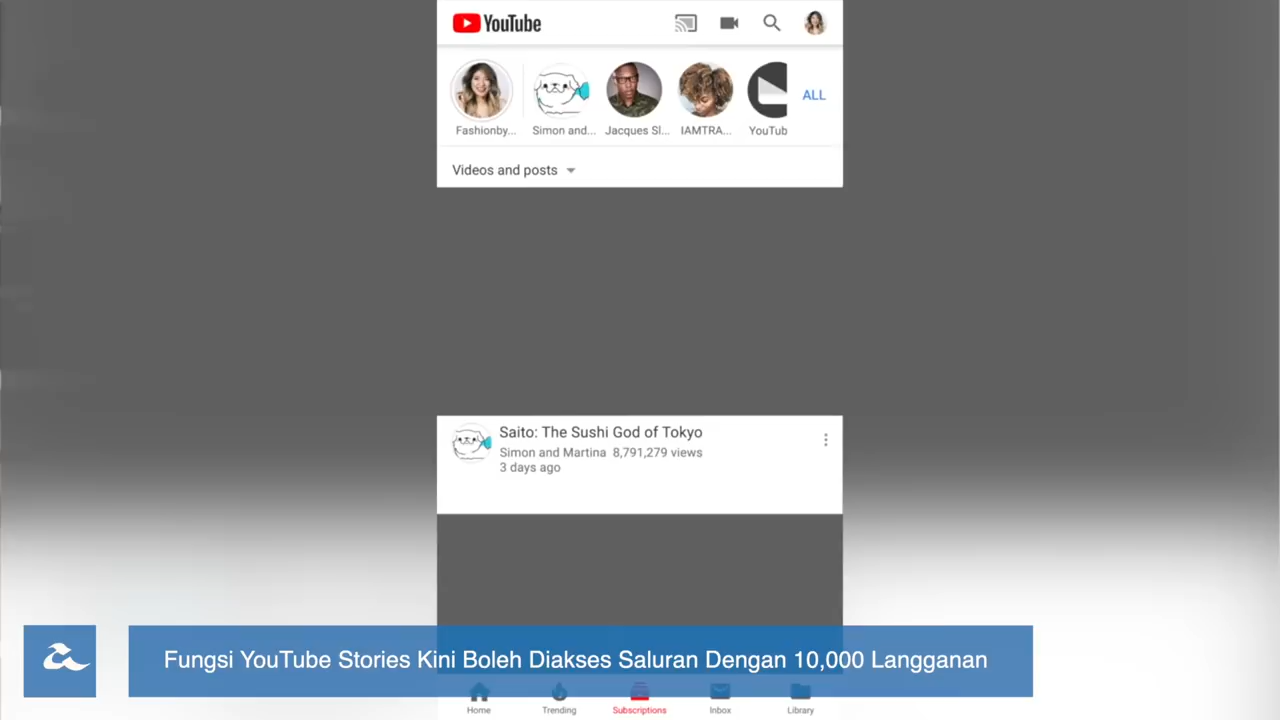 YouTube
ALL
Fashionby... Simon and... Jacques Sl... IAMTRA... YouTub
Videos and posts
Saito: The Sushi God of Tokyo
Simon and Martina 8,791,279 views
3 days ago
Fungsi YouTube Stories Kini Boleh Diakses Saluran Dengan 10,000 Langganan
Home Trending Subscriptions Inbox Library